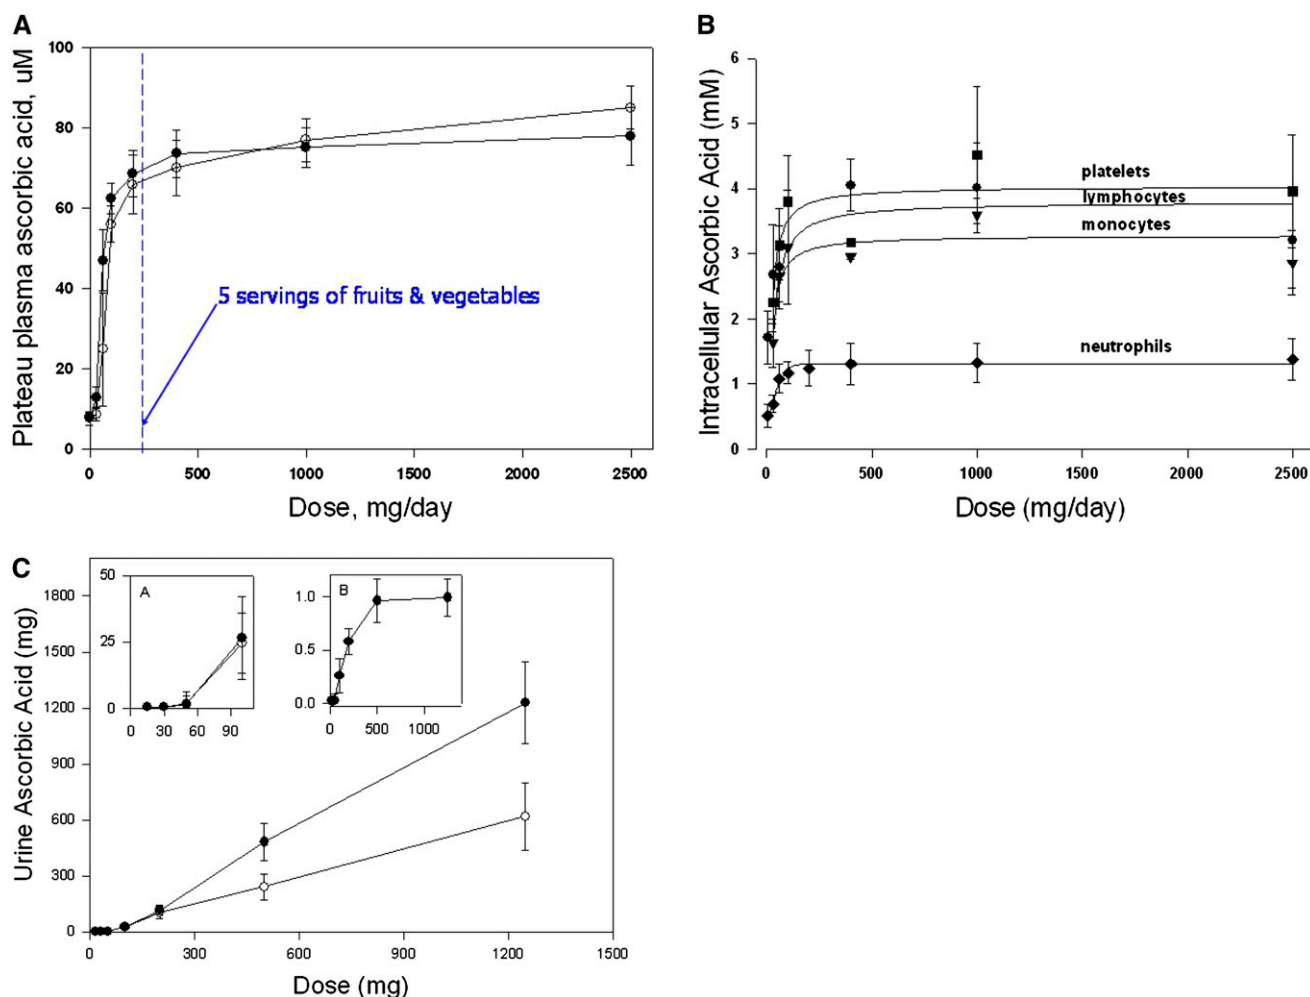 A
Plateau plasma ascorbic acid, uM
100
80
60
40
20
0
5 servings of fruits & vegetables
0 500 1000 1500 2000 2500
Dose, mg/day
B
Intracellular Ascorbic Acid (mM)
6
5
4
3
2
1
0
platelets
lymphocytes
monocytes
neutrophils
0 500 1000 1500 2000 2500
Dose (mg/day)
C
Urine Ascorbic Acid (mg)
1800
1500
1200
900
600
300
0
A
50
25
0
0 30 60 90
B
1.0
0.5
0.0
0 500 1000
0 300 600 900 1200 1500
Dose (mg)